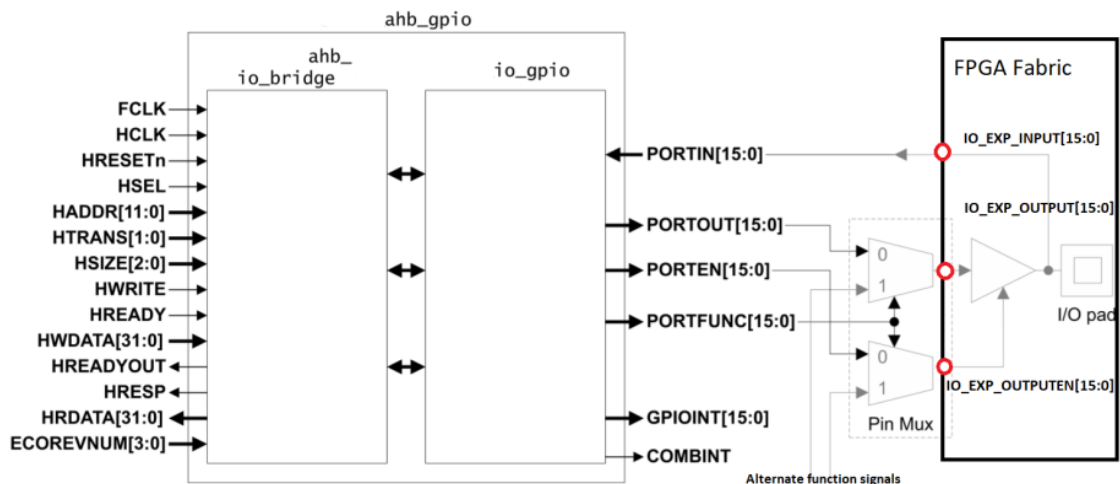 ahb_gpio
ahb_
io_bridge
io_gpio
FPGA Fabric
FCLK
HCLK
HRESETn
HSEL
HADDR[11:0]
HTRANS[1:0]
HSIZE[2:0]
HWRITE
HREADY
HWDATA[31:0]
HREADYOUT
HRESP
HRDATA[31:0]
ECOREVNUM[3:0]
PORTIN[15:0]
PORTOUT[15:0]
PORTEN[15:0]
PORTFUNC[15:0]
GPIOINT[15:0]
COMBINT
0
1
0
1
Pin Mux
Alternate function signals
IO_EXP_INPUT[15:0]
IO_EXP_OUTPUT[15:0]
I/O pad
IO_EXP_OUTPUTEN[15:0]